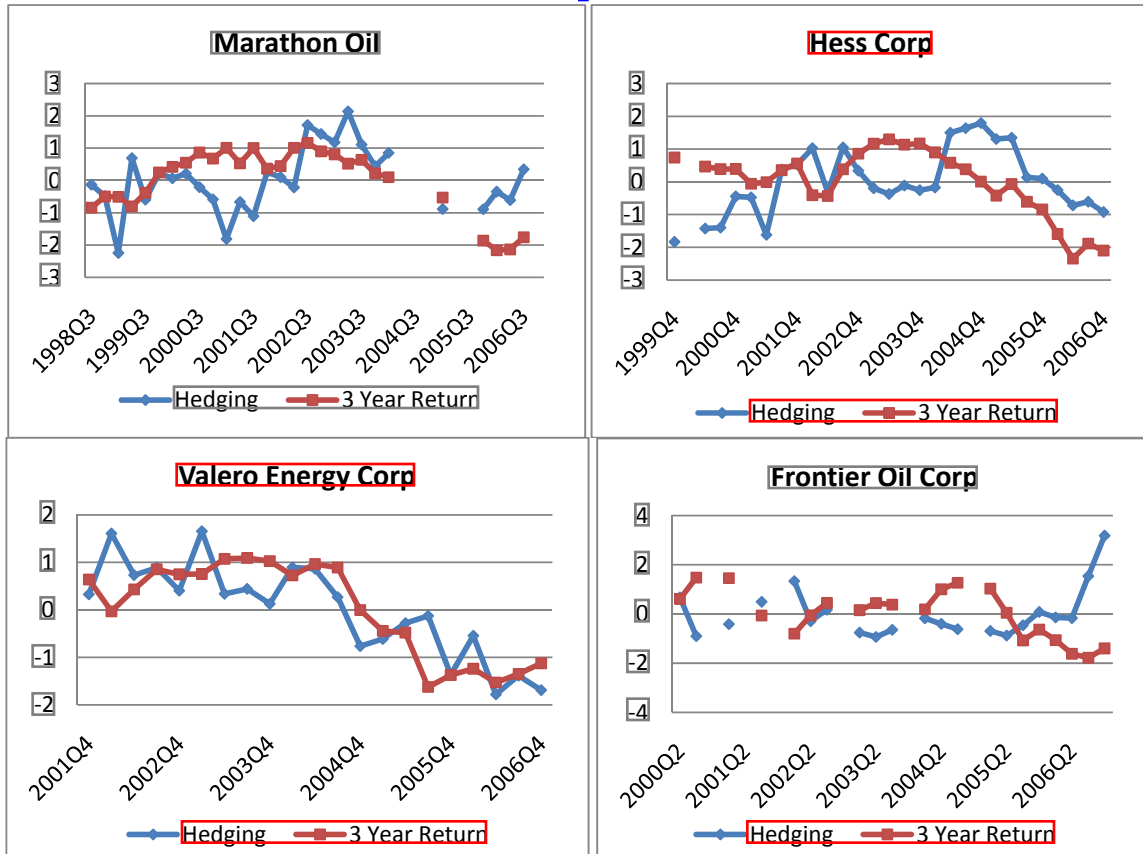 Marathon Oil
3
2
1
0
-1
-2
-3
1998Q3
1999Q3
2000Q3
2001Q3
2002Q3
2003Q3
2004Q3
2005Q3
2006Q3
Hedging 3 Year Return
Hess Corp
3
2
1
0
-1
-2
-3
1999Q4
2000Q4
2001Q4
2002Q4
2003Q4
2004Q4
2005Q4
2006Q4
Hedging 3 Year Return
Valero Energy Corp
2
1
0
-1
-2
2001Q4
2002Q4
2003Q4
2004Q4
2005Q4
2006Q4
Hedging 3 Year Return
Frontier Oil Corp
4
2
0
-2
-4
2000Q2
2001Q2
2002Q2
2003Q2
2004Q2
2005Q2
2006Q2
Hedging 3 Year Return